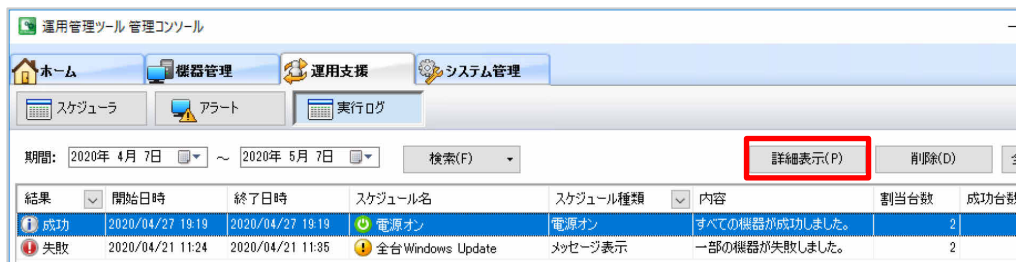 運用管理ツール 管理コンソール
ホーム 機器管理 運用支援 システム管理
スケジューラ アラート 実行ログ
期間: 2020年 4月 7日 ～ 2020年 5月 7日 検索(F) 詳細表示(P) 削除(D)
結果 開始日時 終了日時 スケジュール名 スケジュール種類 内容 割当台数 成功台数
成功 2020/04/27 19:19 2020/04/27 19:19 電源オン 電源オン すべての機器が成功しました。 2
失敗 2020/04/21 11:24 2020/04/21 11:35 全台Windows Update メッセージ表示 一部の機器が失敗しました。 2